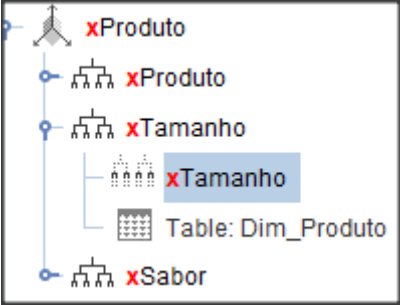 xProduto
xProduto
xTamanho
xTamanho
Table: Dim_Produto
xSabor